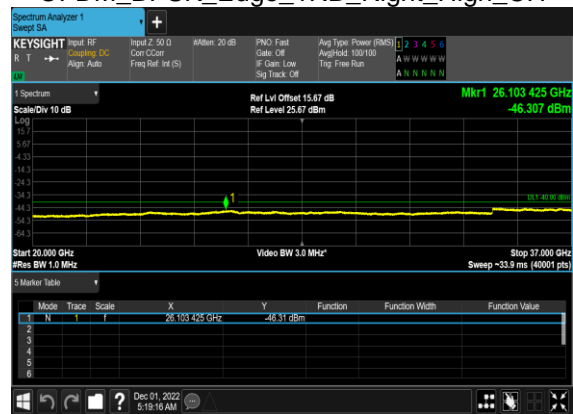 OFDM_BPSK_Edge_1RB_Right_High_CH
Spectrum Analyzer 1
Swept SA
+
KEYSIGHT Input: RF Input Z: 50 Ω #Atten: 20 dB PNO: Fast Avg Type: Power (RMS) 1 2 3 4 5 6
R T Coupling: DC Corr CCorr Gate: Off Avg|Hold: 100/100 A W W W W W
Align: Auto Freq Ref: Int (S) IF Gain: Low Trig: Free Run
LU Sig Track: Off A N N N N N
1 Spectrum Ref Lvl Offset 15.67 dB Mkr1 26.103 425 GHz
Scale/Div 10 dB Ref Level 25.67 dBm -46.307 dBm
Log
15.7
5.67
-4.33
-14.3
-24.3
-34.3
DL1 -40.00 dBm
-44.3
-54.3
-64.3
1
Start 20.000 GHz Video BW 3.0 MHz* Stop 37.000 GHz
#Res BW 1.0 MHz Sweep ~33.9 ms (40001 pts)
5 Marker Table
Mode Trace Scale X Y Function Function Width Function Value
1 N 1 f 26.103 425 GHz -46.31 dBm
2
3
4
5
6
? Dec 01, 2022
5:19:16 AM